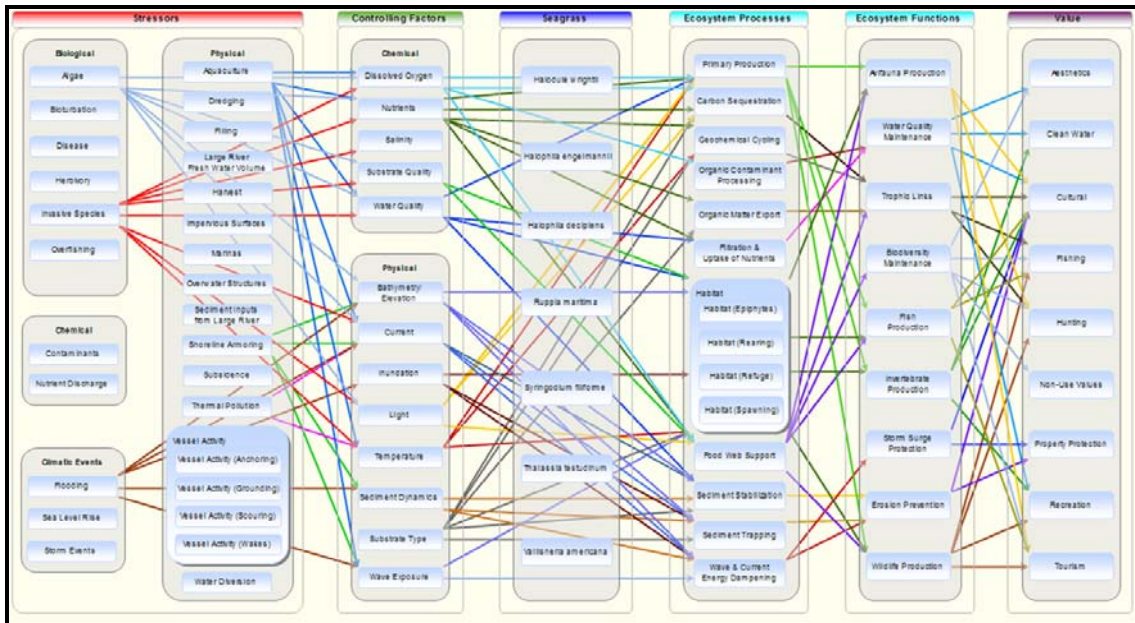 Stressors
Controlling Factors
Seagrass
Ecosystem Processes
Ecosystem Functions
Value
Biological
Algae
Bioturbation
Disease
Herbivory
Invasive Species
Overfishing
Chemical
Contaminants
Nutrient Discharge
Climatic Events
Flooding
Sea Level Rise
Storm Events
Physical
Aquaculture
Dredging
Filling
Large River
Fresh Water Volume
Harvest
Impervious Surfaces
Marinas
Overwater Structures
Sediment Inputs
from Large River
Shoreline Armoring
Subsidence
Thermal Pollution
Vessel Activity
Vessel Activity (Anchoring)
Vessel Activity (Grounding)
Vessel Activity (Scouring)
Vessel Activity (Wakes)
Water Diversion
Chemical
Dissolved Oxygen
Nutrients
Salinity
Substrate Quality
Water Quality
Physical
Bathymetry/
Elevation
Current
Inundation
Light
Temperature
Sediment Dynamics
Substrate Type
Wave Exposure
Halodule wrightii
Halophila engelmannii
Halophila decipiens
Ruppia maritima
Syringodium filiforme
Thalassia testudinum
Vallisneria americana
Primary Production
Carbon Sequestration
Geochemical Cycling
Organic Contaminant
Processing
Organic Matter Export
Filtration &
Uptake of Nutrients
Habitat
Habitat (Epiphytes)
Habitat (Rearing)
Habitat (Refuge)
Habitat (Spawning)
Food Web Support
Sediment Stabilization
Sediment Trapping
Wave & Current
Energy Dampening
Avifauna Production
Water Quality
Maintenance
Trophic Links
Biodiversity
Maintenance
Fish
Production
Invertebrate
Production
Storm Surge
Protection
Erosion Prevention
Wildlife Production
Aesthetics
Clean Water
Cultural
Fishing
Hunting
Non-Use Values
Property Protection
Recreation
Tourism